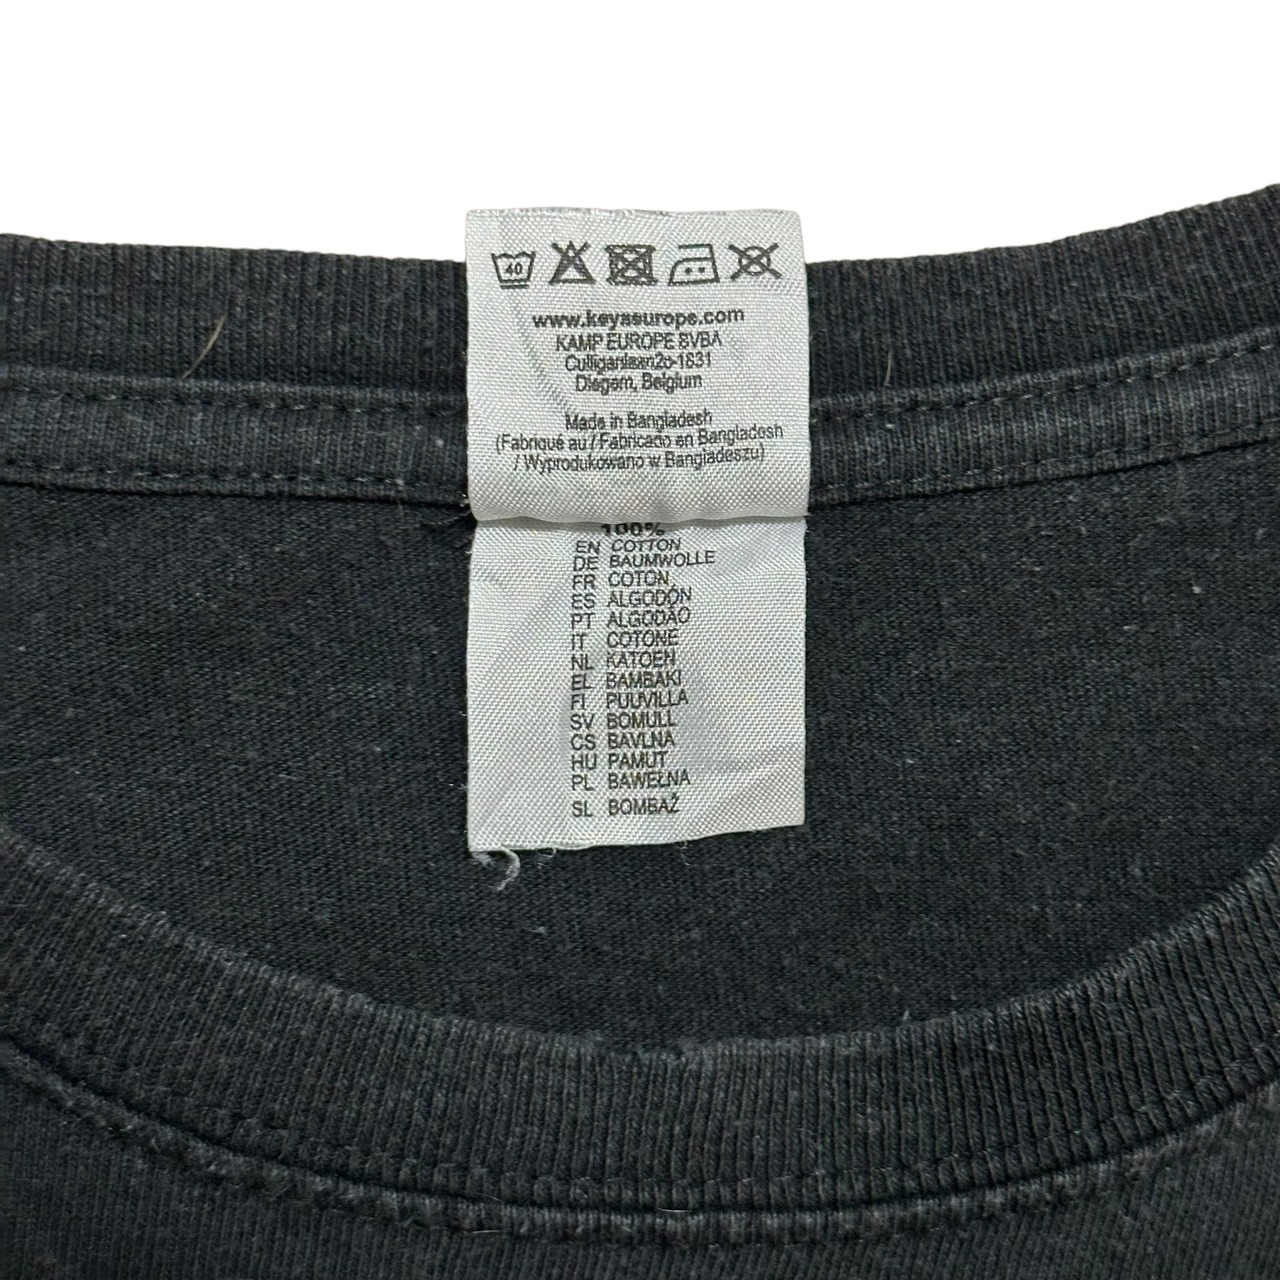 40
www.keyaeurope.com
KAMP EUROPE BVBA
Culliganlaan2c-1831
Diegem, Belgium
Made in Bangladesh
(Fabriqué au / Fabricado en Bangladesh
/ Wyprodukowano w Bangladeszu)
100%
EN COTTON
DE BAUMWOLLE
FR COTON
ES ALGODÓN
PT ALGODÃO
IT COTONE
NL KATOEN
EL BAMBAKI
FI PUUVILLA
SV BOMULL
CS BAVLNA
HU PAMUT
PL BAWEŁNA
SL BOMBAŽ